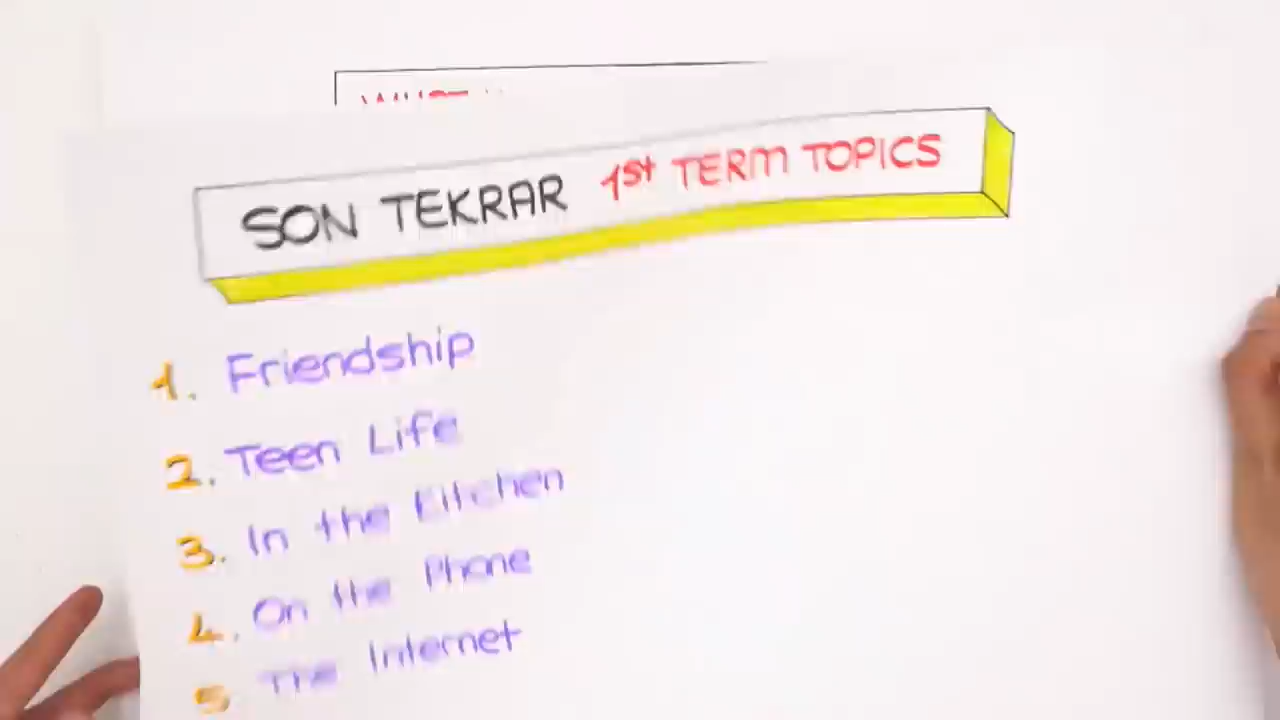 SON TEKRAR 1st TERM TOPICS
1. Friendship
2. Teen Life
3. In the Kitchen
4. On the Phone
5 The Internet